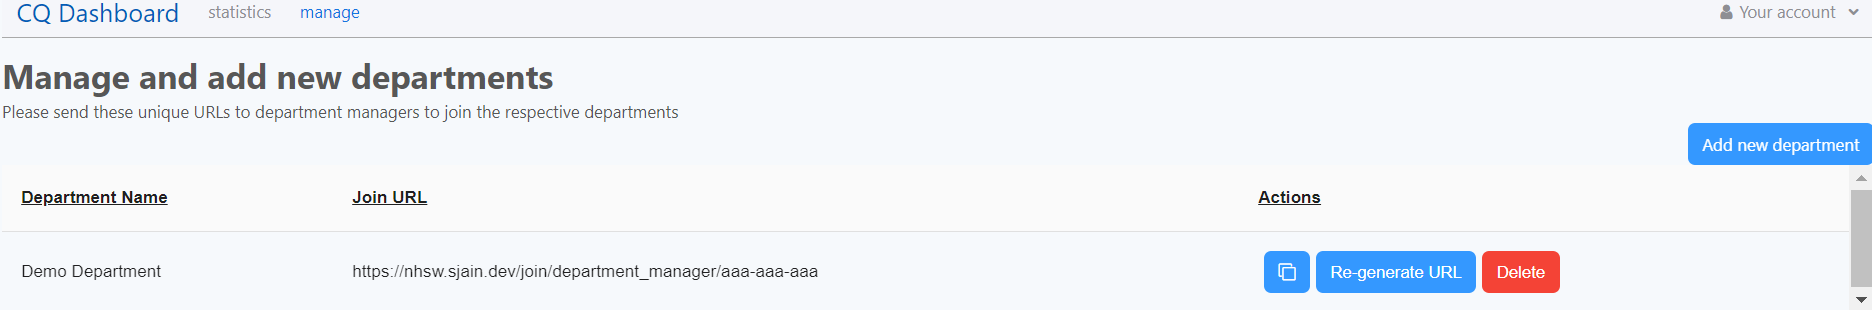 CQ Dashboard statistics manage Your account
Manage and add new departments
Please send these unique URLs to department managers to join the respective departments
Add new department
Department Name Join URL Actions
Demo Department https://nhsw.sjain.dev/join/department_manager/aaa-aaa-aaa Re-generate URL Delete